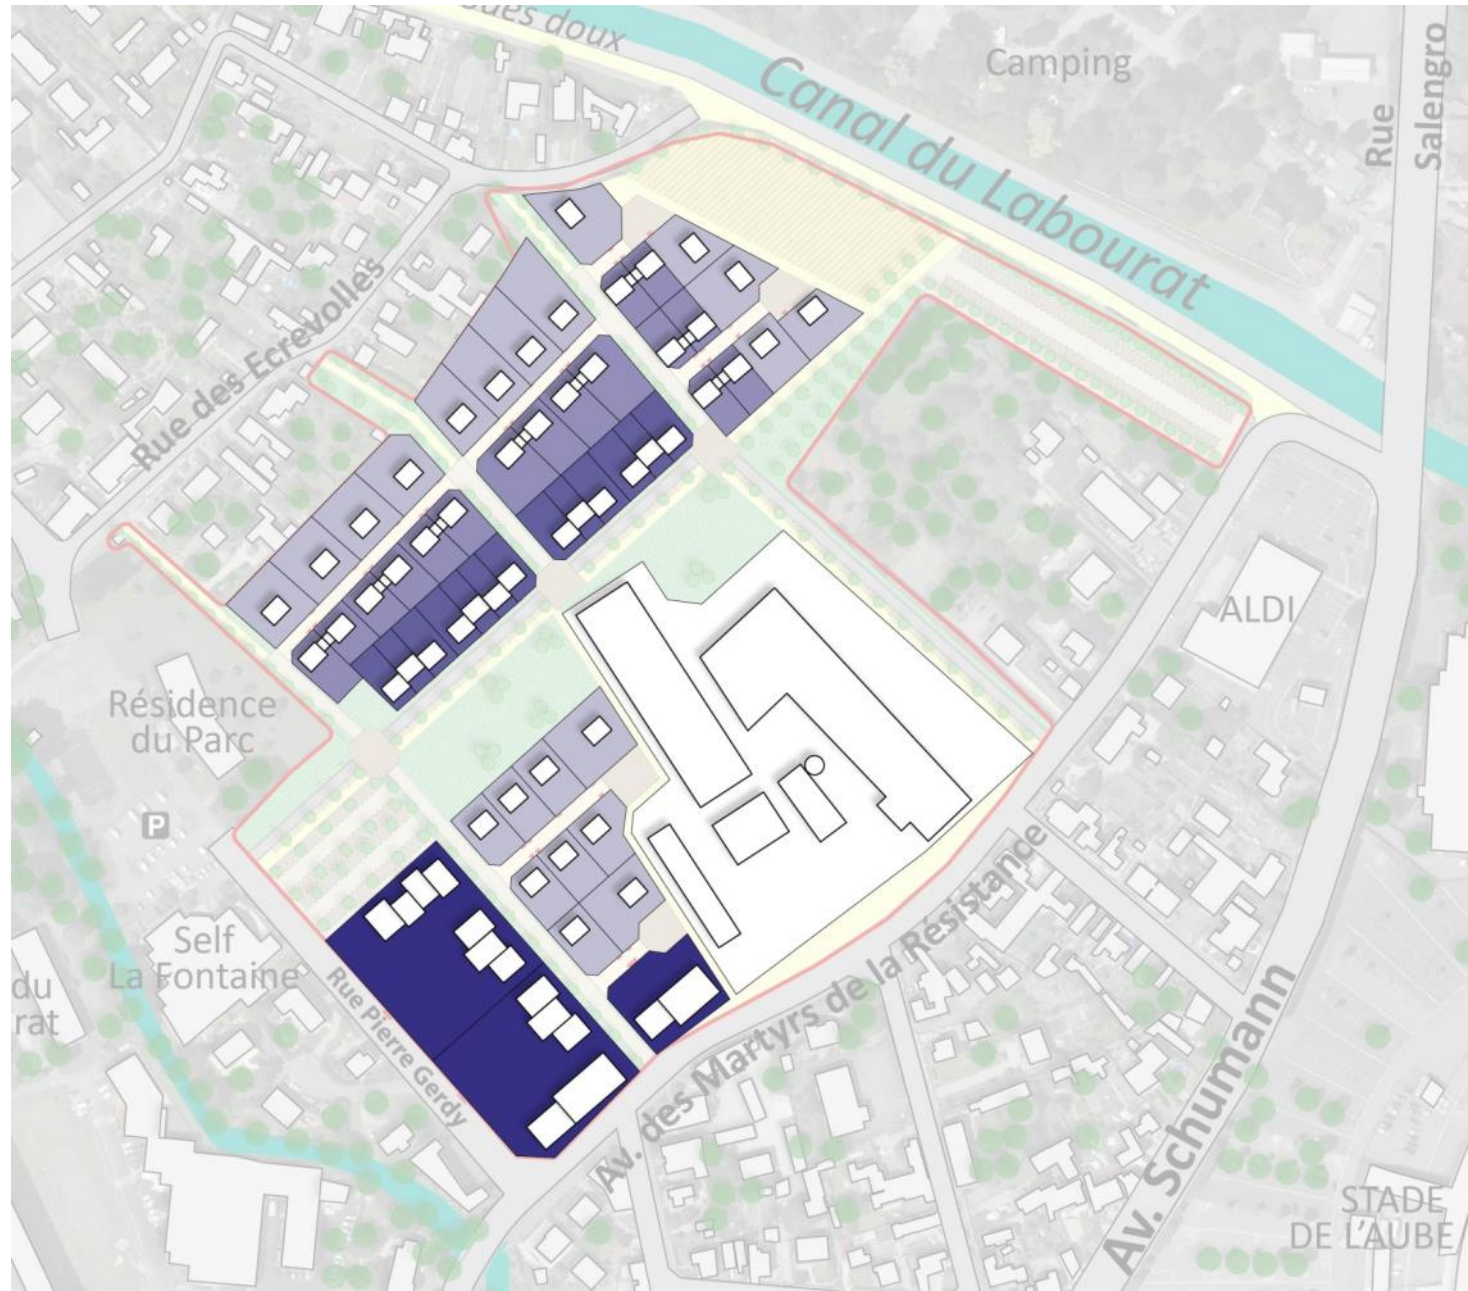 doux
Camping
Canal du Labourat
Rue
Salengro
Rue des Ecrevolles
ALDI
Résidence
du Parc
P
Self
La Fontaine
du
rat
Rue Pierre Gerdy
Av. des Martyrs de la Résistance
Av. Schumann
STADE
DE L'AUBE